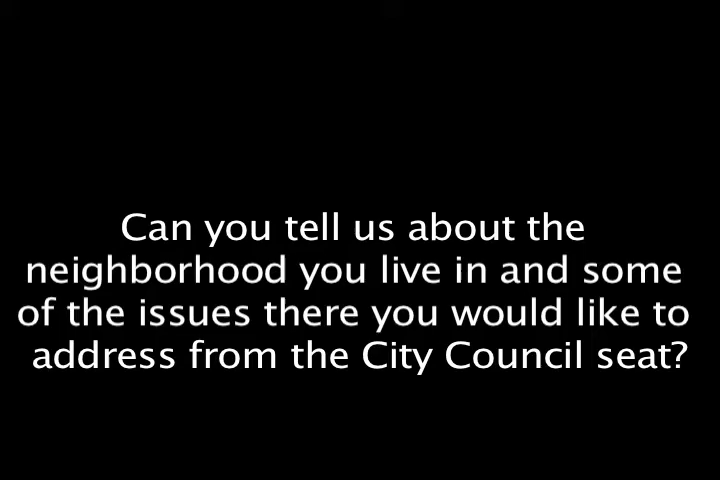 Can you tell us about the
neighborhood you live in and some
of the issues there you would like to
address from the City Council seat?